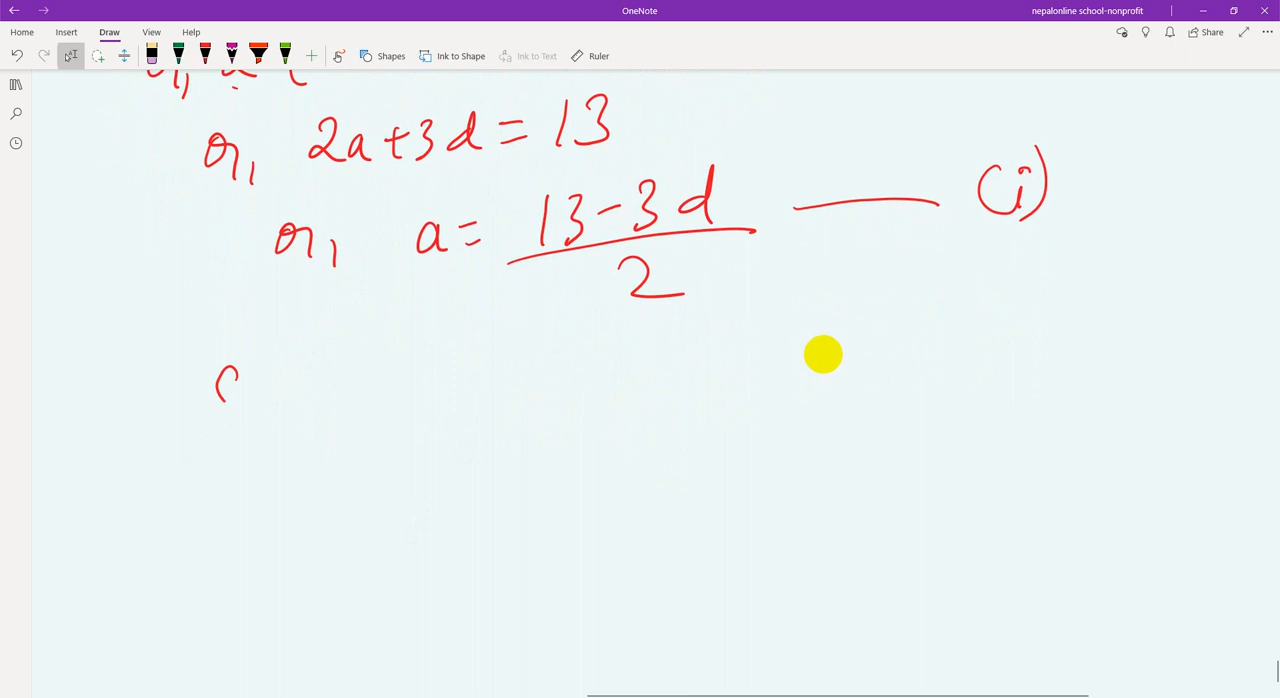 OneNote
nepalonline school-nonprofit
Home Insert Draw View Help
Share
Shapes Ink to Shape Ink to Text Ruler
or, 2a+3d=13
or, a= 13-3d / 2 (i)